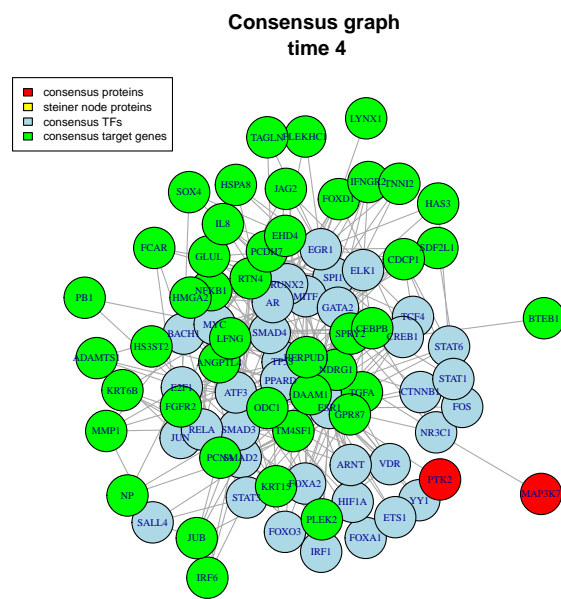 Consensus graph
time 4
consensus proteins
steiner node proteins
consensus TFs
consensus target genes
LYNX1
TAGLN
PLEKHC1
SOX4
HSPA8
JAG2
FOXD1
IFNGR2
TNNI2
HAS3
IL8
EHD4
EGR1
FCAR
GLUL
PCDH7
ELK1
CDCP1
SDF2L1
RTN4
RUNX2
MITF
SPI1
PB1
HMGA2
NFKB1
AR
GATA2
BTEB1
MYC
BACH1
SMAD4
SPRY2
CEBPB
TCF4
CREB1
HS3ST2
LFNG
STAT6
ADAMTS1
ANGPTL4
TP53
HERPUD
NDRG1
STAT1
KRT6B
E2F1
ATF3
PPARD
DAAM1
TGFA
CTNNB1
FOS
FGFR2
ODC1
ESR1
GPR87
MMP1
JUN
RELA
SMAD3
TM4SF1
NR3C1
PCNA
SMAD2
ARNT
VDR
NP
STAT3
KRT15
FOXA2
HIF1A
PTK2
MAP3K7
SALL4
PLEK2
ETS1
YY1
JUB
FOXO3
IRF1
FOXA1
IRF6